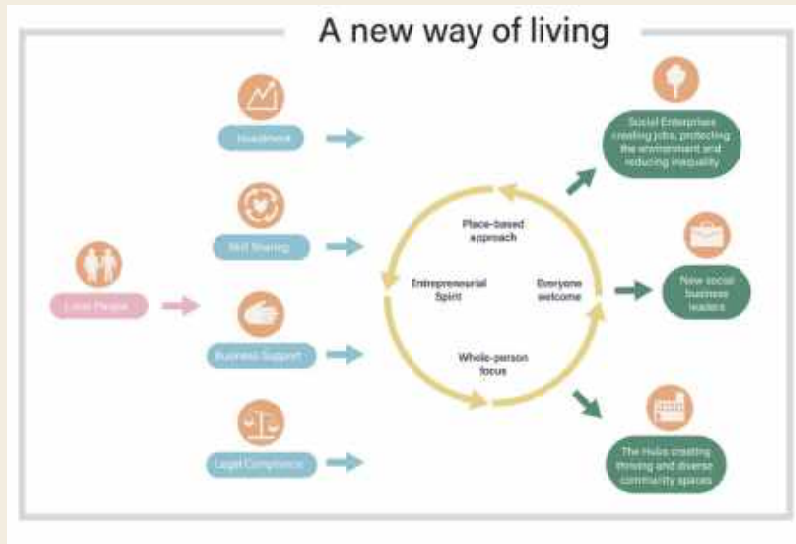 A new way of living
Investment
Skill Sharing
Local People
Business Support
Legal Compliance
Place-based
approach
Entrepreneurial
Spirit
Everyone
welcome
Whole-person
focus
Social Enterprises
creating jobs, protecting
the environment and
reducing inequality
New social
business
leaders
The Hubs creating
thriving and diverse
community spaces